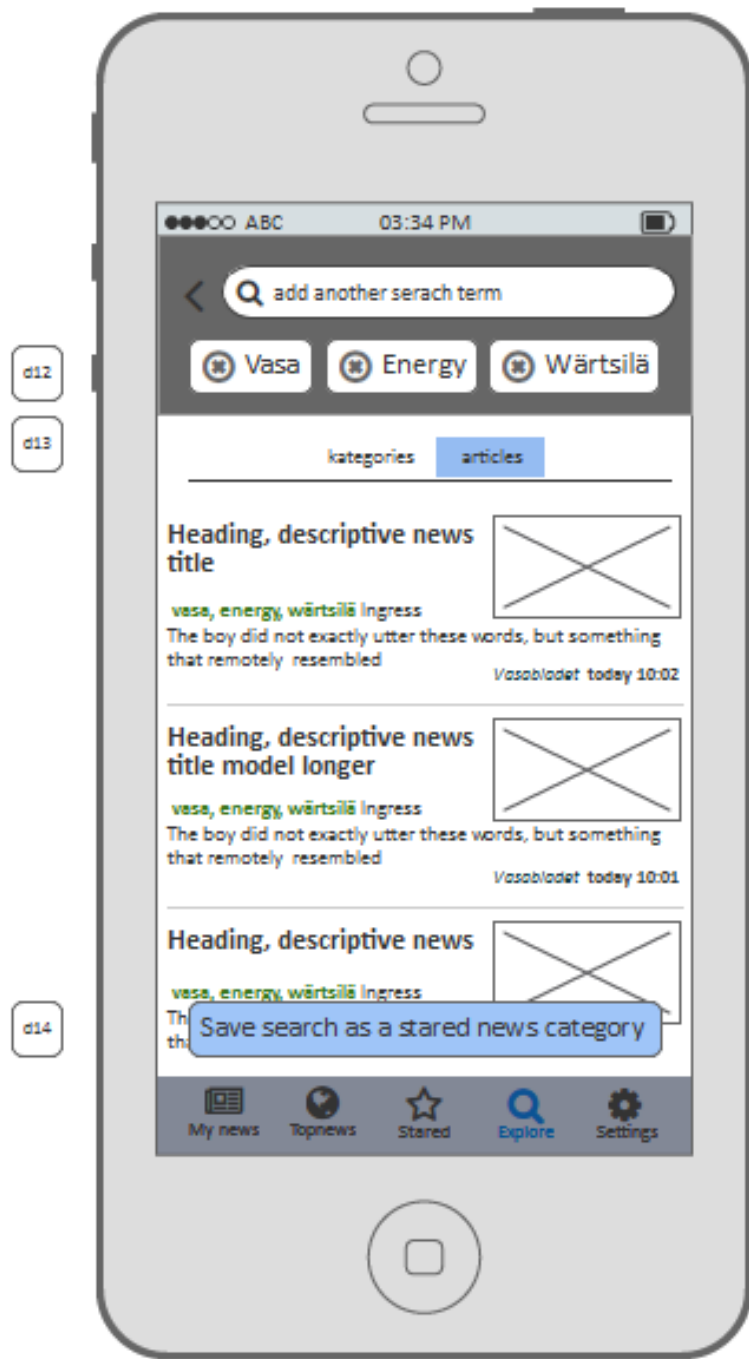 ABC 03:34 PM
add another serach term
d12
Vasa Energy Wärtsilä
d13
kategories articles
Heading, descriptive news
title
vasa, energy, wärtsilä Ingress
The boy did not exactly utter these words, but something
that remotely resembled
Vasabladet today 10:02
Heading, descriptive news
title model longer
vasa, energy, wärtsilä Ingress
The boy did not exactly utter these words, but something
that remotely resembled
Vasabladet today 10:01
Heading, descriptive news
vasa, energy, wärtsilä Ingress
d14
Save search as a stared news category
My news Topnews Stared Explore Settings